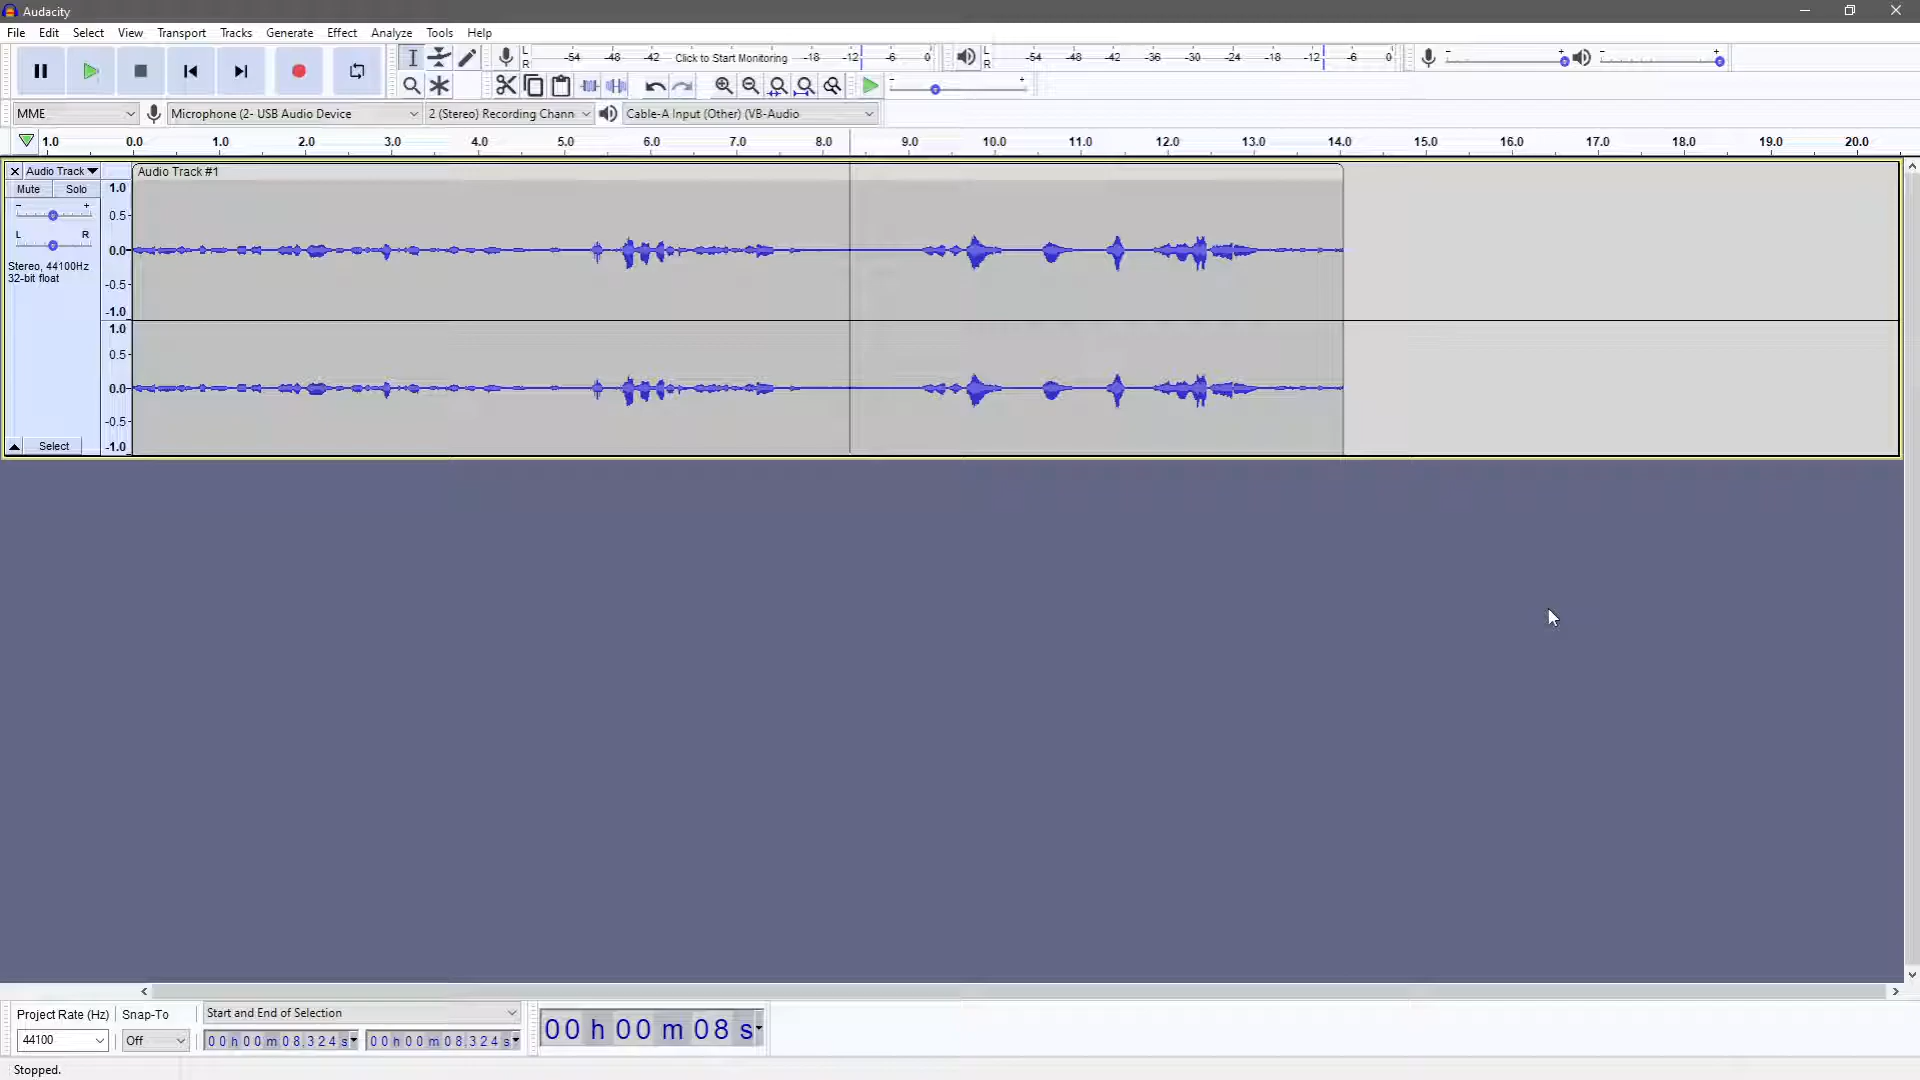 Audacity
File Edit Select View Transport Tracks Generate Effect Analyze Tools Help
L R -54 -48 -42 Click to Start Monitoring -18 -12 -6 0 L R -54 -48 -42 -36 -30 -24 -18 -12 -6 0 - + - +
- +
MME Microphone (2- USB Audio Device 2 (Stereo) Recording Chann Cable-A Input (Other) (VB-Audio
1.0 0.0 1.0 2.0 3.0 4.0 5.0 6.0 7.0 8.0 9.0 10.0 11.0 12.0 13.0 14.0 15.0 16.0 17.0 18.0 19.0 20.0
Audio Track Audio Track #1
Mute Solo 1.0
- + 0.5
L R 0.0
Stereo, 44100Hz
32-bit float
-0.5
-1.0
1.0
0.5
0.0
-0.5
Select -1.0
Project Rate (Hz) Snap-To Start and End of Selection
44100 Off 00 h 00 m 08.324 s 00 h 00 m 08.324 s 00 h 00 m 08 s
Stopped.